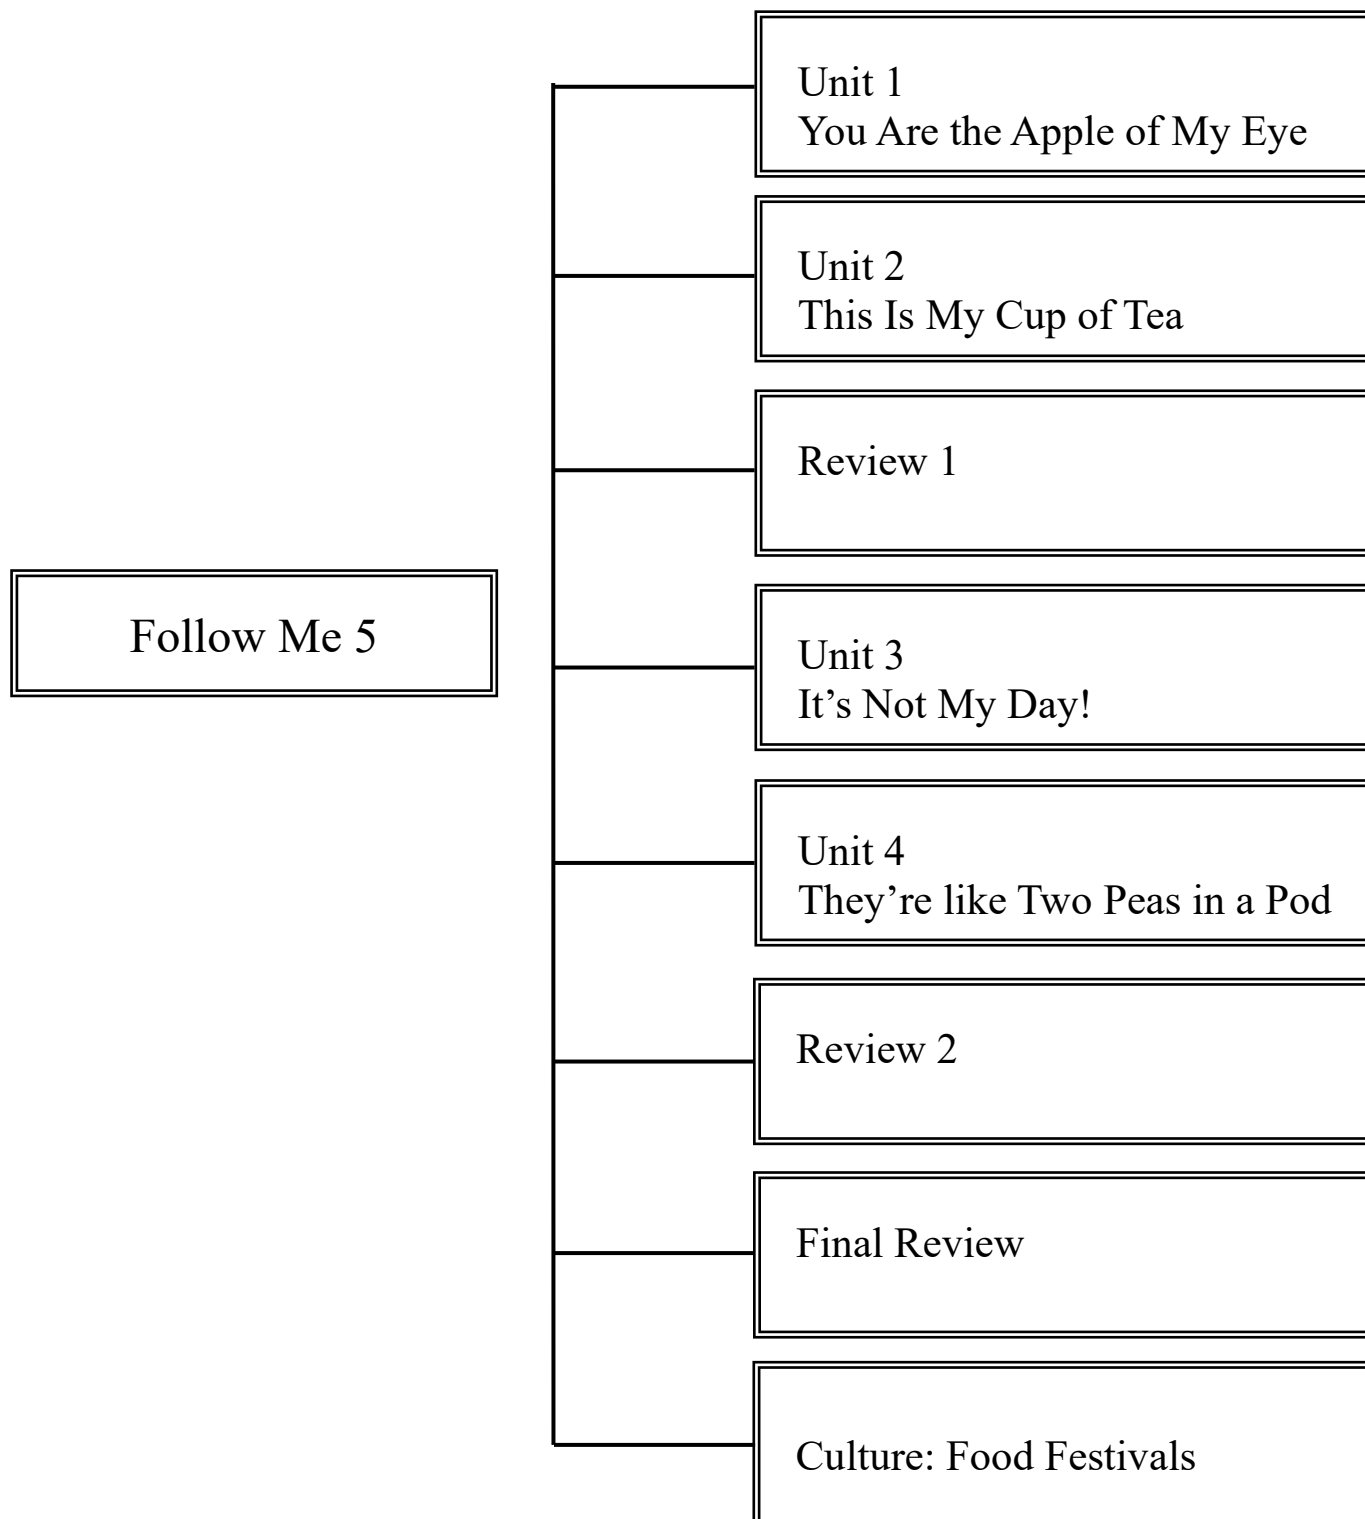 Unit 1
You Are the Apple of My Eye
Unit 2
This Is My Cup of Tea
Review 1
Follow Me 5
Unit 3
It’s Not My Day!
Unit 4
They’re like Two Peas in a Pod
Review 2
Final Review
Culture: Food Festivals